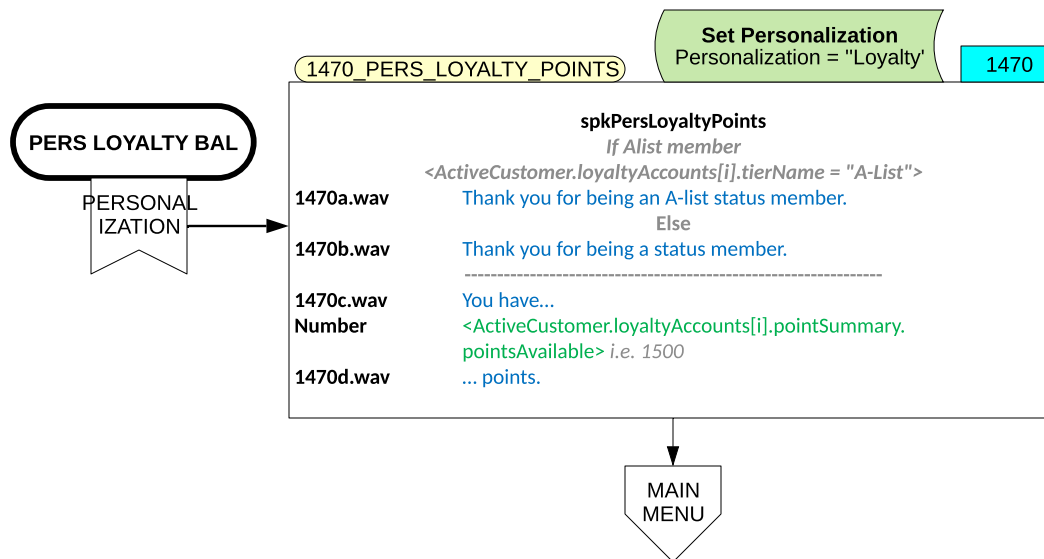 Set Personalization
Personalization = "Loyalty'
1470_PERS_LOYALTY_POINTS
1470
PERS LOYALTY BAL
PERSONAL
IZATION
spkPersLoyaltyPoints
If Alist member
<ActiveCustomer.loyaltyAccounts[i].tierName = "A-List">
1470a.wav Thank you for being an A-list status member.
Else
1470b.wav Thank you for being a status member.
----------------------------------------------------------------
1470c.wav You have...
Number <ActiveCustomer.loyaltyAccounts[i].pointSummary.
pointsAvailable> i.e. 1500
1470d.wav ... points.
MAIN
MENU